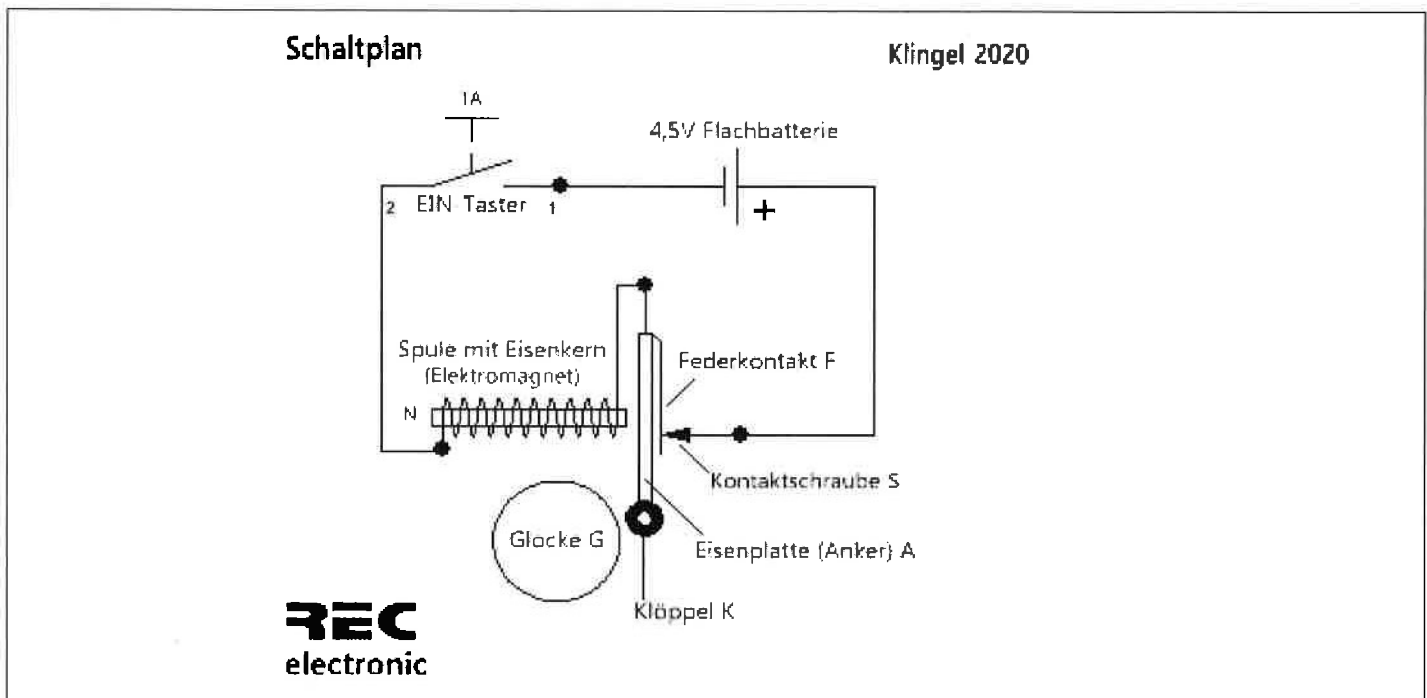 Schaltplan
Klingel 2020
1A
4,5V Flachbatterie
2 EIN Taster 1
+
Spule mit Eisenkern
(Elektromagnet)
Federkontakt F
N
Kontaktschraube S
Glocke G
Eisenplatte (Anker) A
Klöppel K
REC
electronic